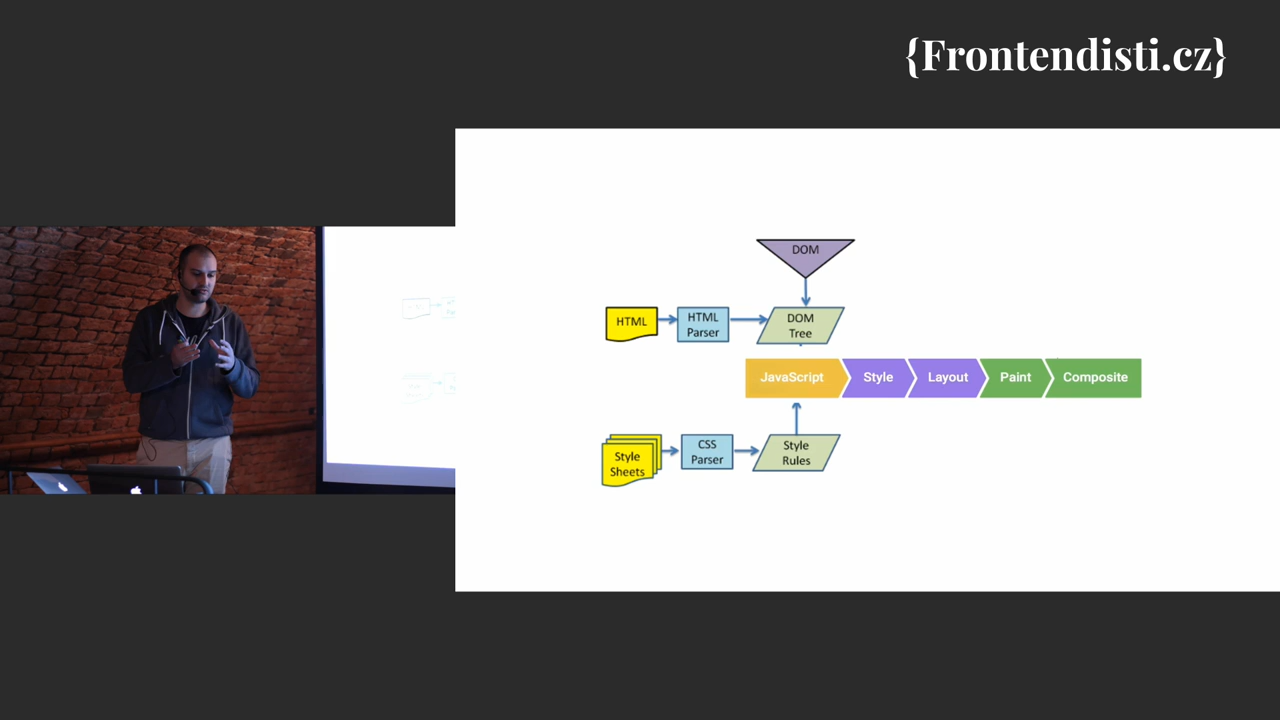 {Frontendisti.cz}
DOM
HTML
HTML
Parser
DOM
Tree
JavaScript
Style
Layout
Paint
Composite
Style
Sheets
CSS
Parser
Style
Rules